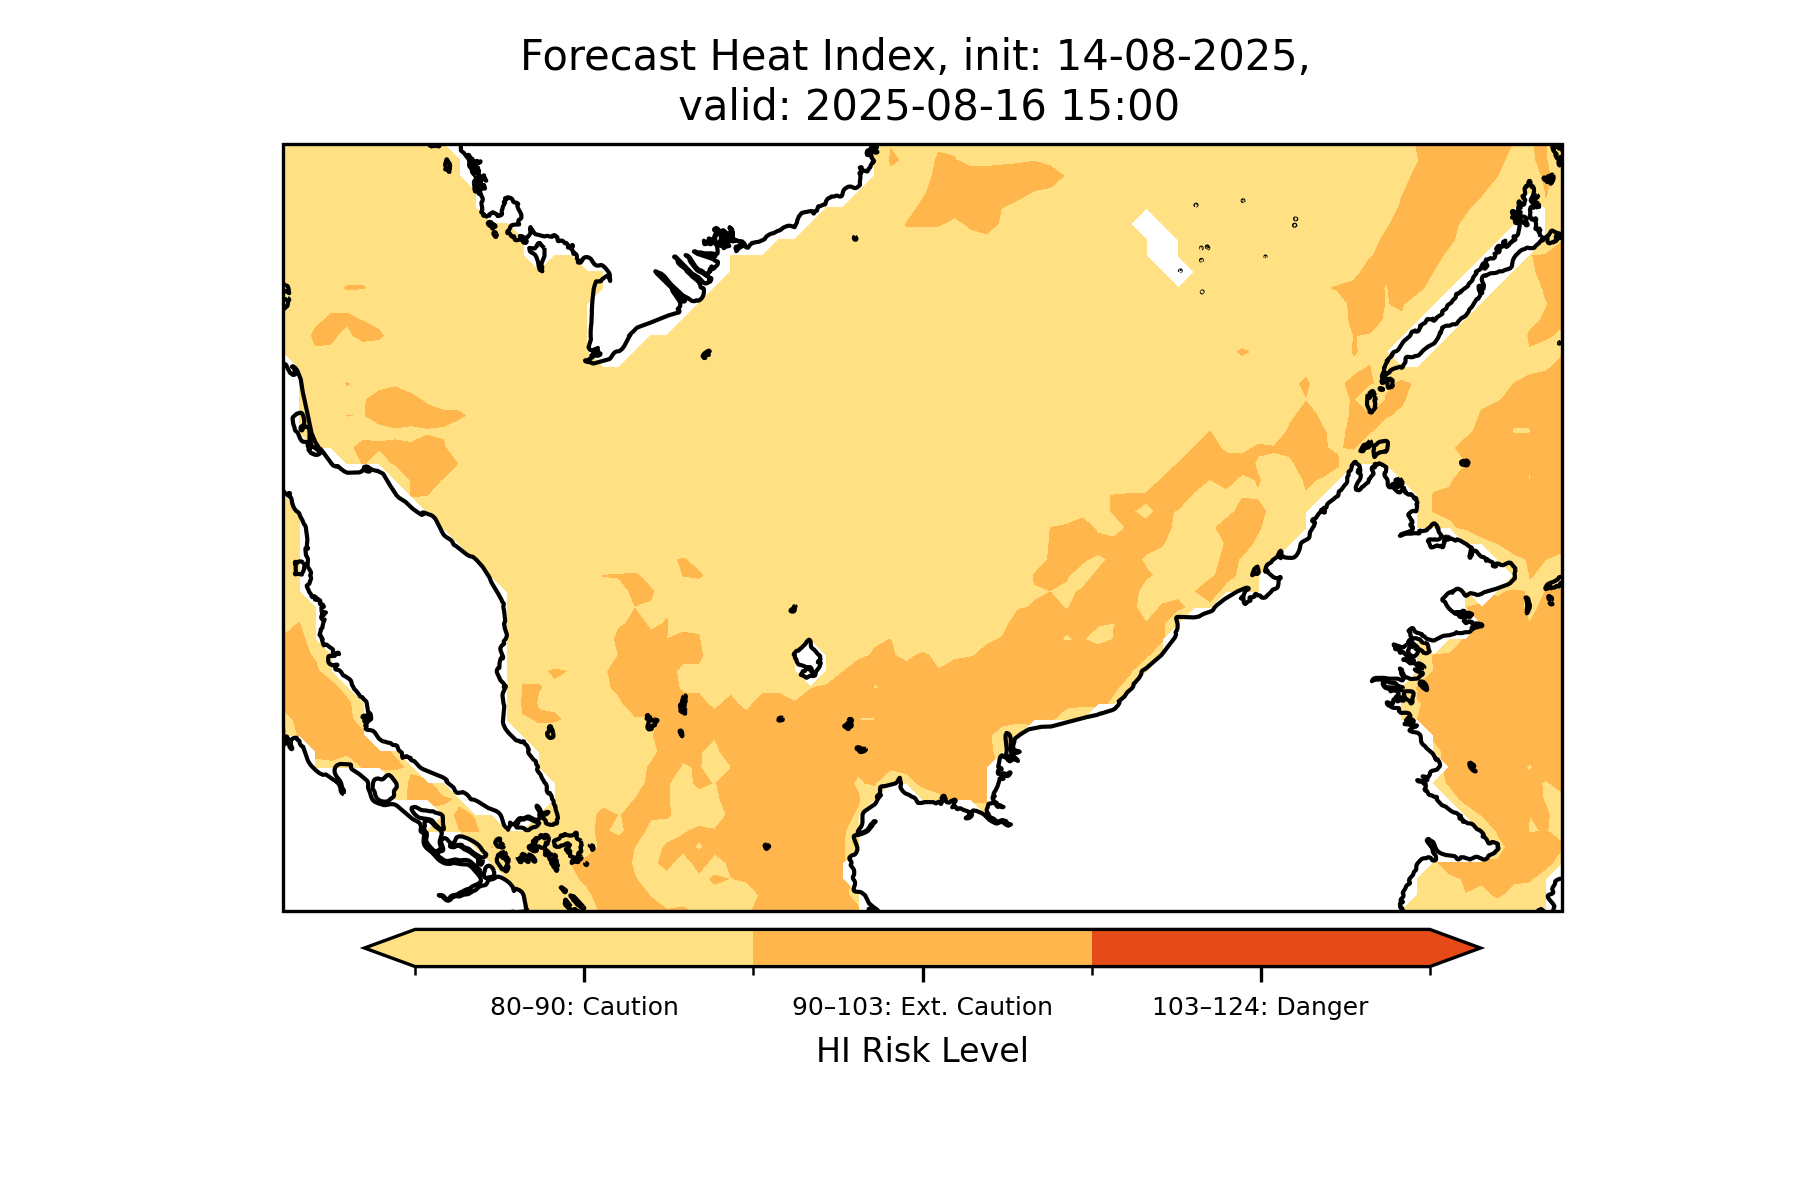 Forecast Heat Index, init: 14-08-2025,
valid: 2025-08-16 15:00
80–90: Caution
90–103: Ext. Caution
103–124: Danger
HI Risk Level